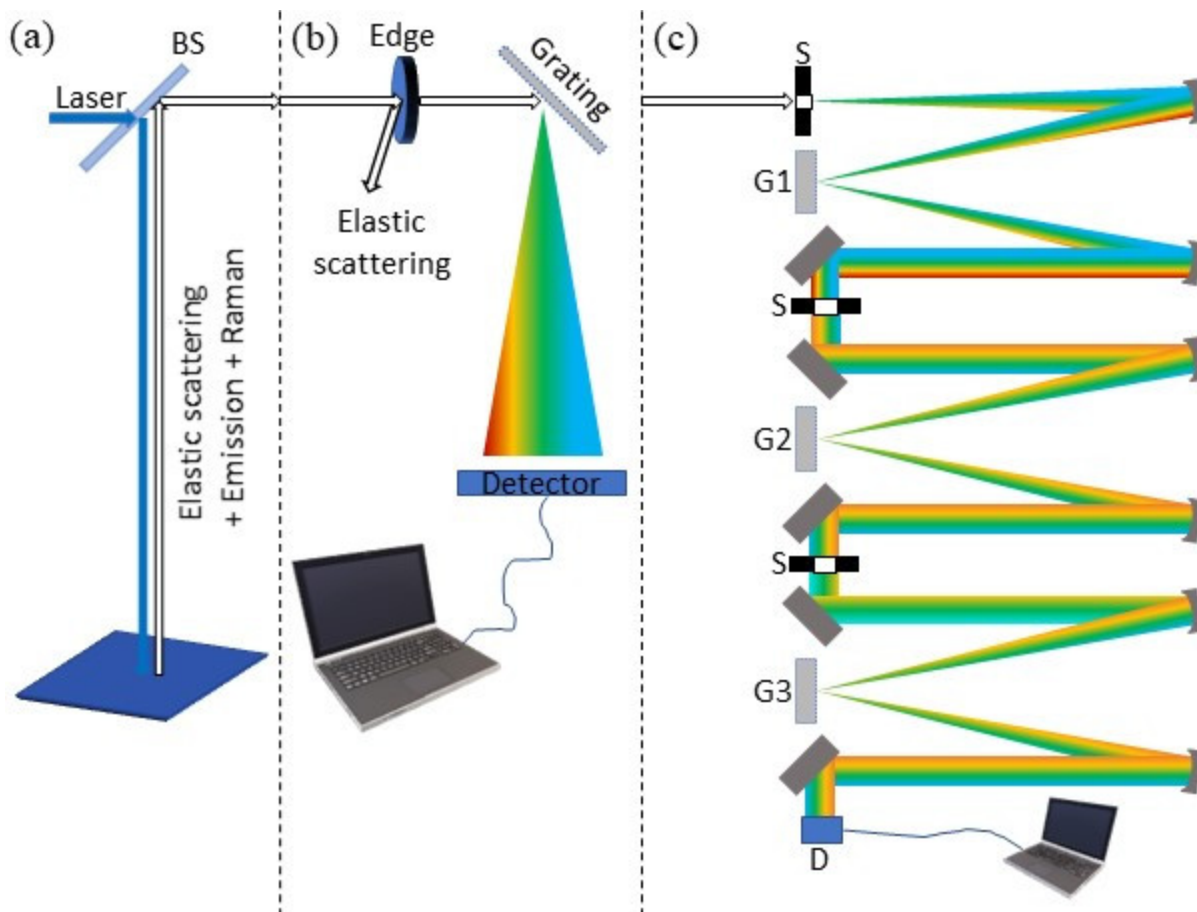 (a)
BS
Laser
Elastic scattering
+ Emission + Raman
(b)
Edge
Grating
Elastic
scattering
Detector
(c)
S
G1
S
G2
S
G3
D